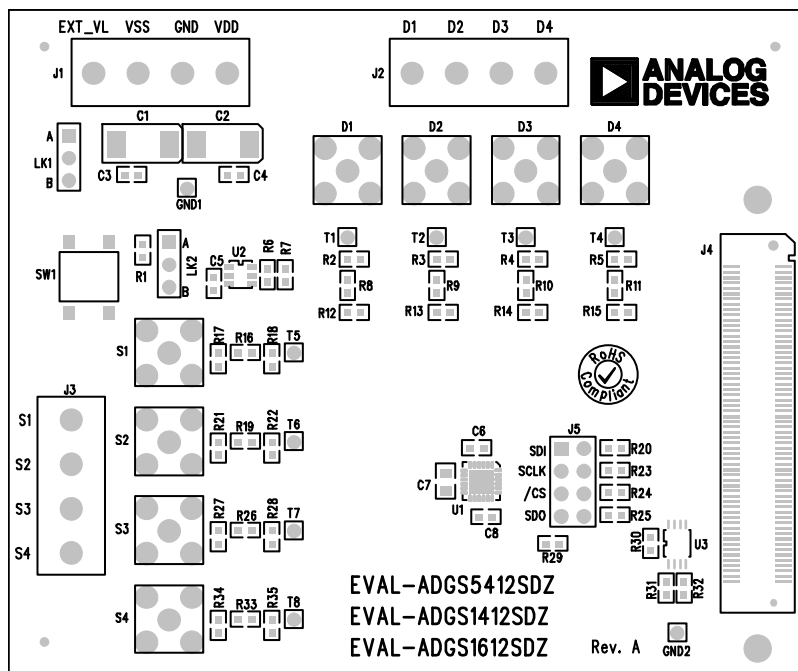 EXT_VL VSS GND VDD
J1
D1 D2 D3 D4
J2
ANALOG
DEVICES
A
LK1
B
C1 C2
C3 C4
GND1
D1 D2 D3 D4
J4
SW1
R1
A
LK2
B
C5
U2
R6
R7
T1 T2 T3 T4
R2 R3 R4 R5
R8 R9 R10 R11
R12 R13 R14 R15
S1
R17
R16
R18
T5
RoHS
Compliant
J3
S1
S2
S3
S4
S2
R21
R19
R22
T6
S3
R27
R26
R28
T7
S4
R34
R33
R35
T8
C6
C7
U1
C8
J5
SDI R20
SCLK R23
/CS R24
SDO R25
R29
R30
U3
R31
R32
EVAL-ADGS5412SDZ
EVAL-ADGS1412SDZ
EVAL-ADGS1612SDZ
Rev. A
GND2